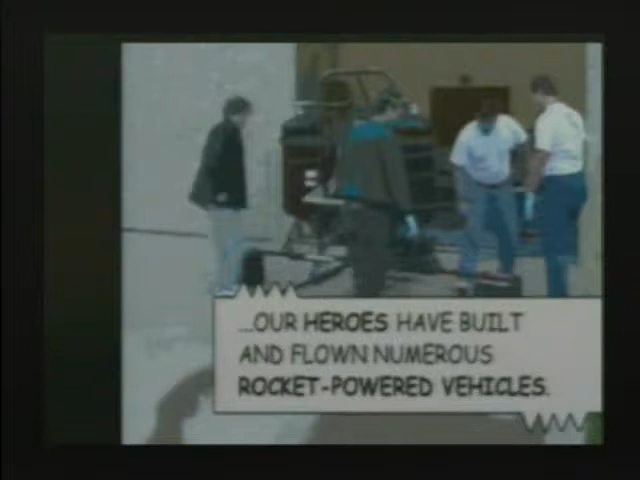 ...OUR HEROES HAVE BUILT
AND FLOWN NUMEROUS
ROCKET-POWERED VEHICLES.